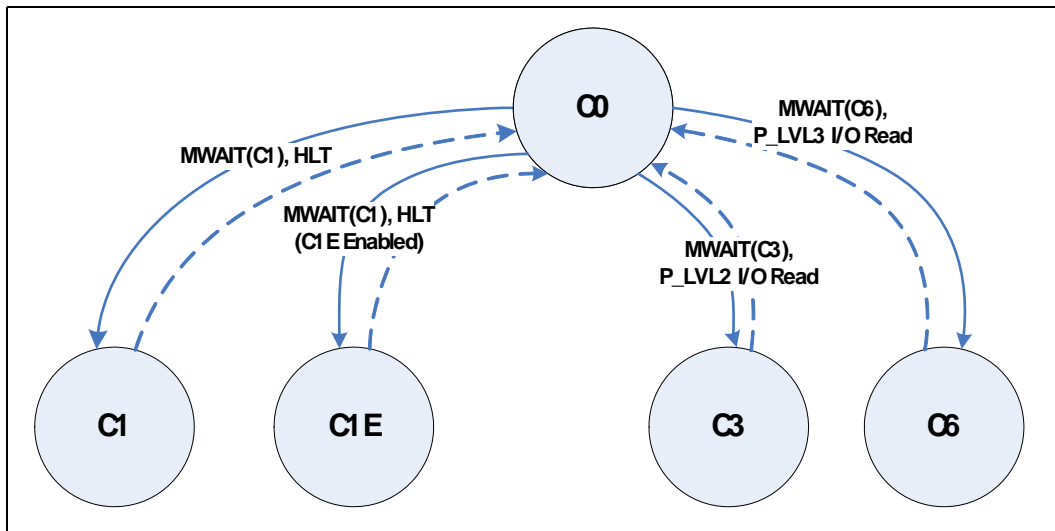 C0
MWAIT(C6),
P_LVL3 I/O Read
MWAIT(C1), HLT
MWAIT(C1), HLT
(C1E Enabled)
MWAIT(C3),
P_LVL2 I/O Read
C1
C1E
C3
C6